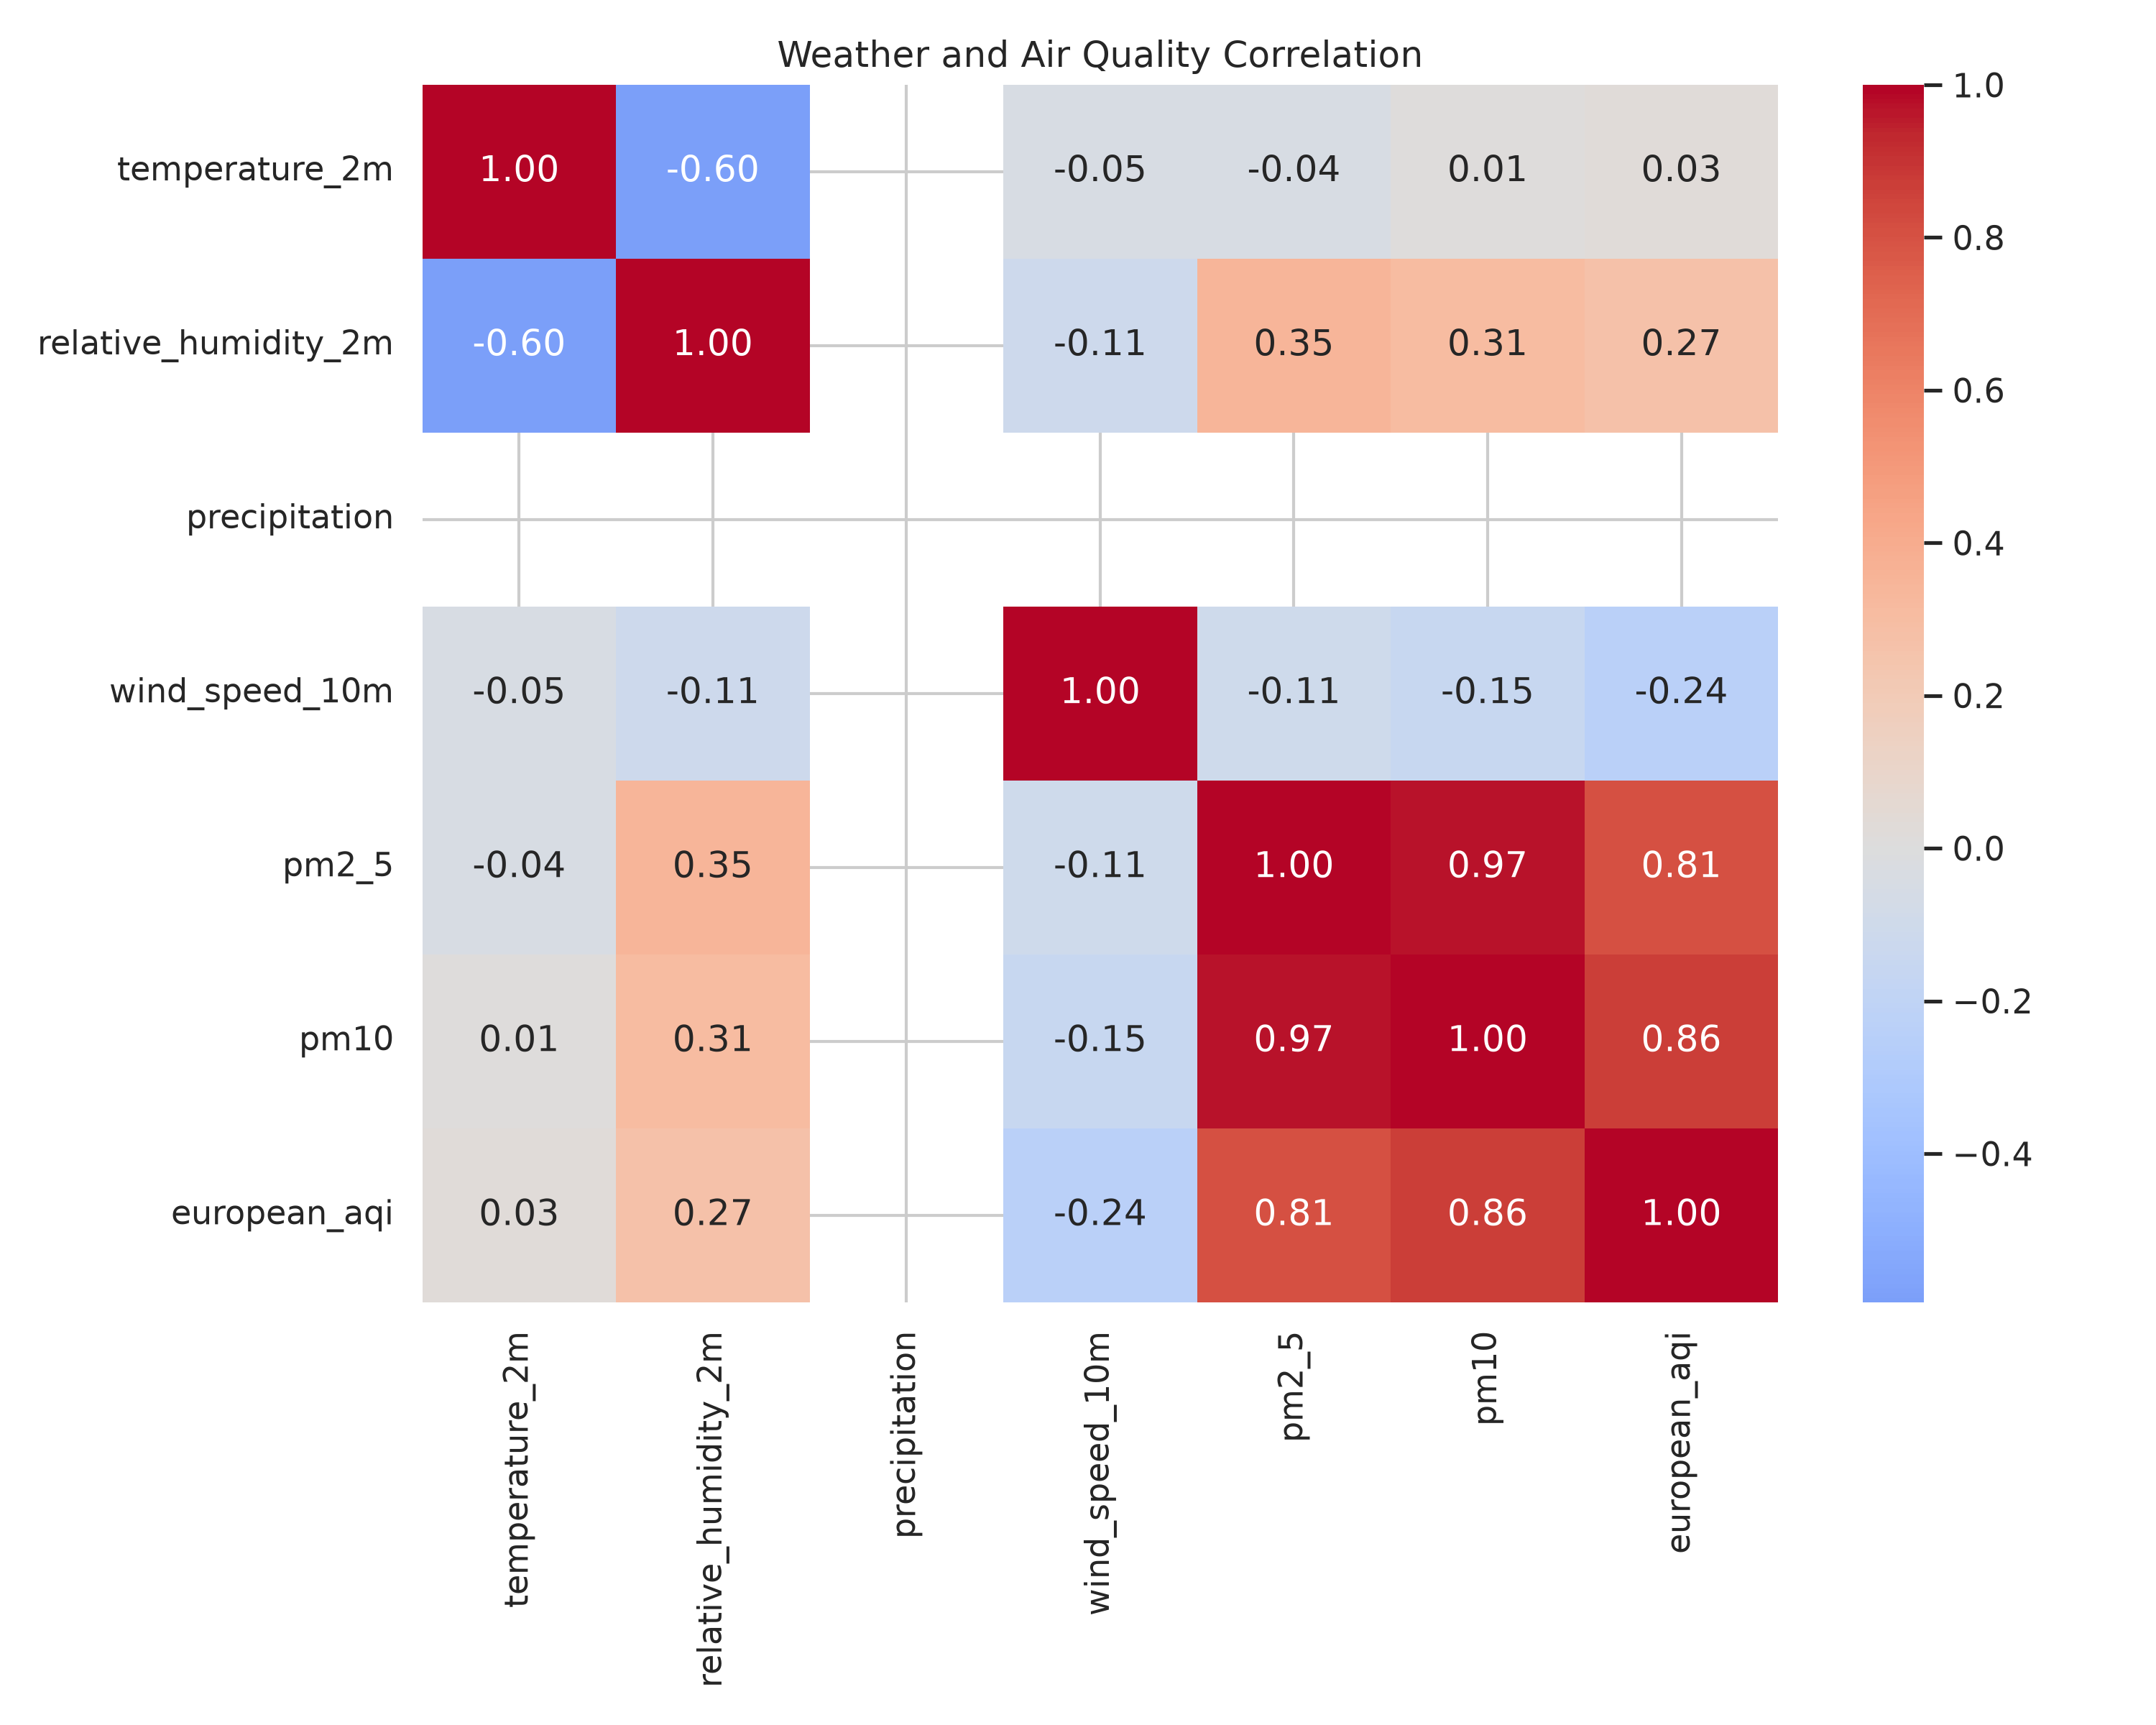 Weather and Air Quality Correlation
temperature_2m 1.00 -0.60 -0.05 -0.04 0.01 0.03
relative_humidity_2m -0.60 1.00 -0.11 0.35 0.31 0.27
precipitation
wind_speed_10m -0.05 -0.11 1.00 -0.11 -0.15 -0.24
pm2_5 -0.04 0.35 -0.11 1.00 0.97 0.81
pm10 0.01 0.31 -0.15 0.97 1.00 0.86
european_aqi 0.03 0.27 -0.24 0.81 0.86 1.00
temperature_2m
relative_humidity_2m
precipitation
wind_speed_10m
pm2_5
pm10
european_aqi
1.0
0.8
0.6
0.4
0.2
0.0
−0.2
−0.4